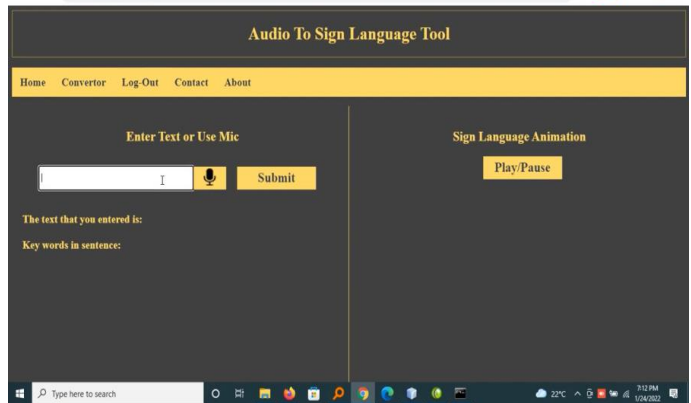 Audio To Sign Language Tool
Home Convertor Log-Out Contact About
Enter Text or Use Mic
Submit
The text that you entered is:
Key words in sentence:
Sign Language Animation
Play/Pause
Type here to search
22°C
7:12 PM
1/24/2022